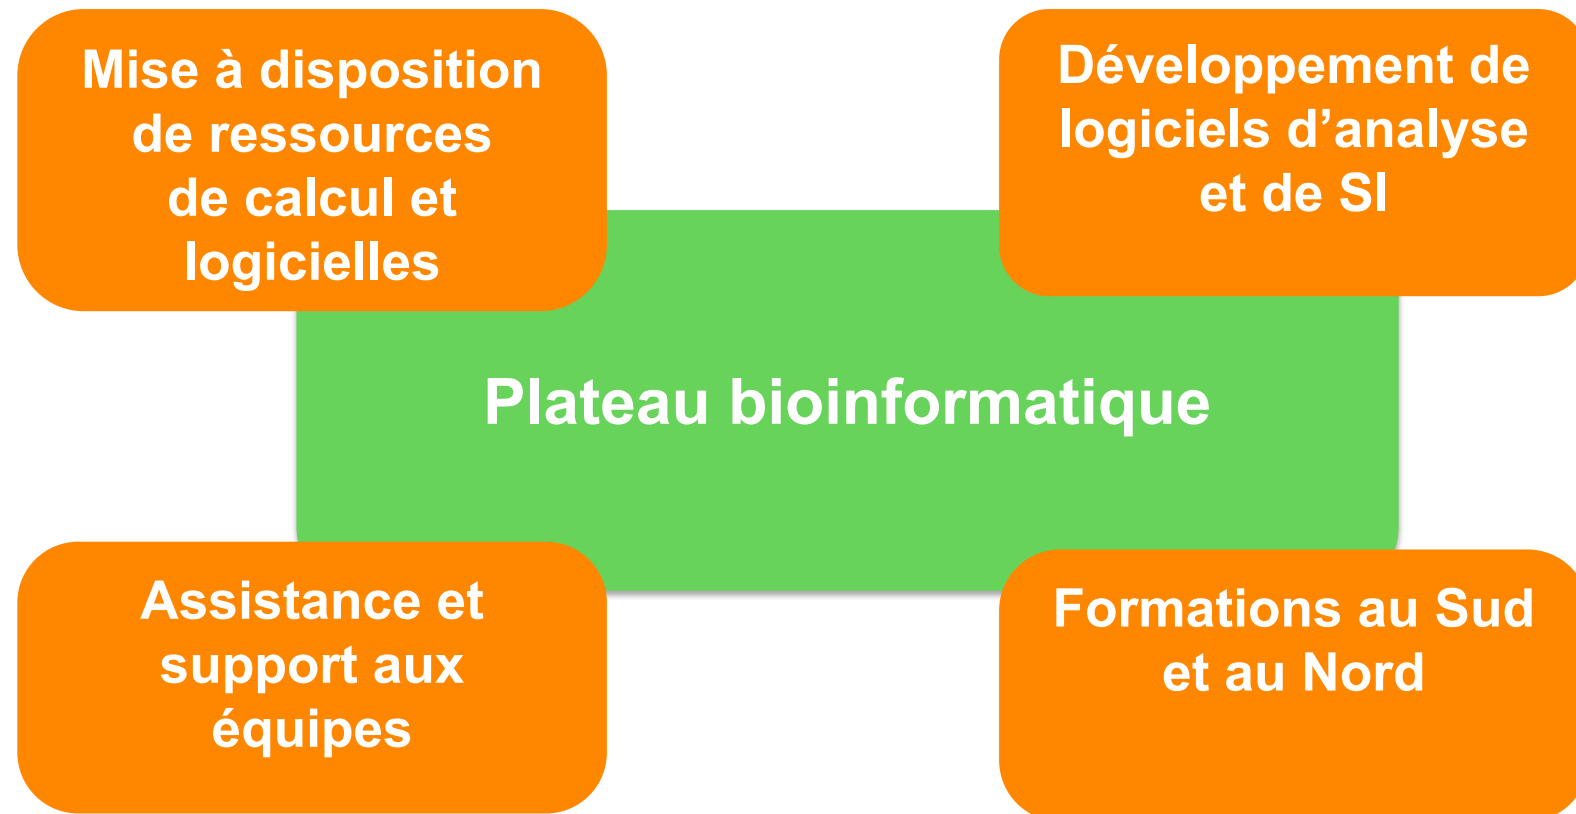 Mise à disposition
de ressources
de calcul et
logicielles
Développement de
logiciels d’analyse
et de SI
Plateau bioinformatique
Assistance et
support aux
équipes
Formations au Sud
et au Nord